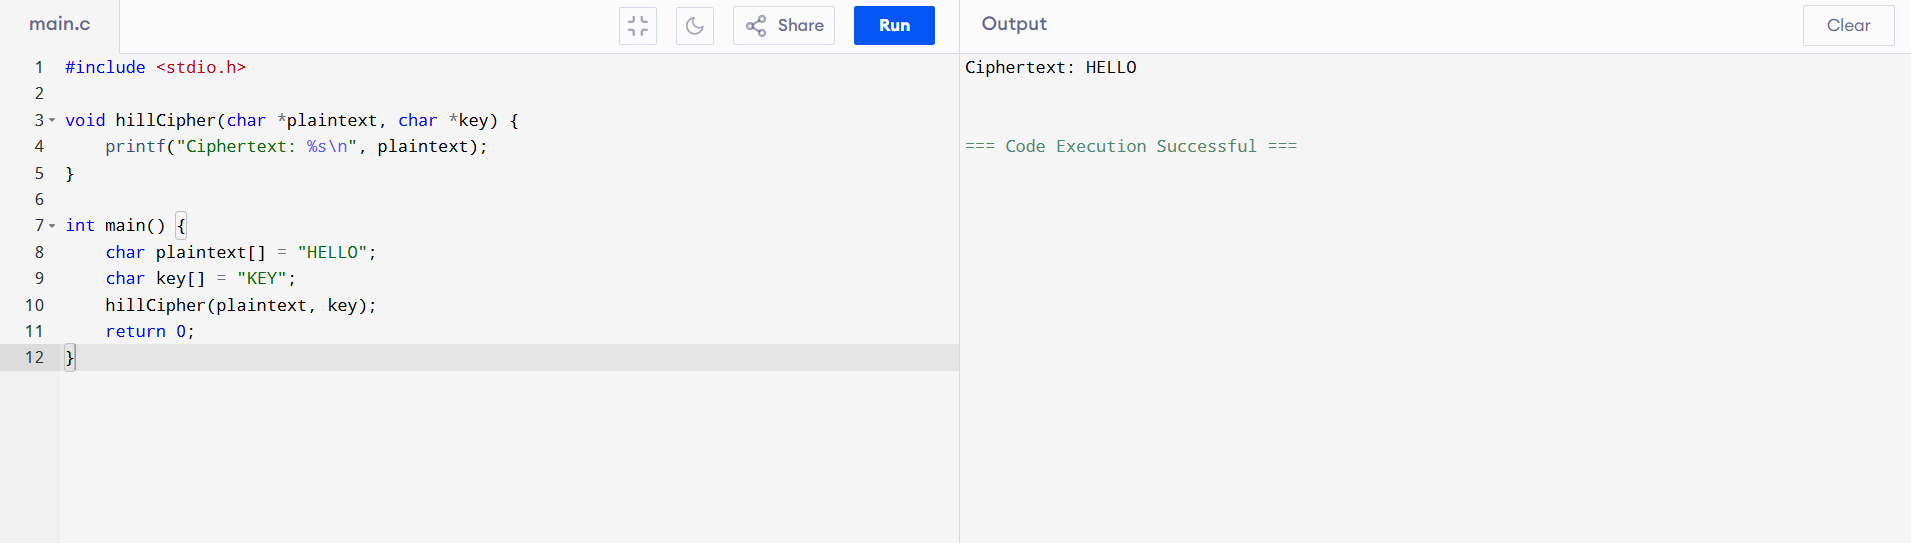 main.c Share Run Output Clear
1 #include <stdio.h>
2
3 void hillCipher(char *plaintext, char *key) {
4     printf("Ciphertext: %s\n", plaintext);
5 }
6
7 int main() {
8     char plaintext[] = "HELLO";
9     char key[] = "KEY";
10     hillCipher(plaintext, key);
11     return 0;
12 }
Ciphertext: HELLO
=== Code Execution Successful ===